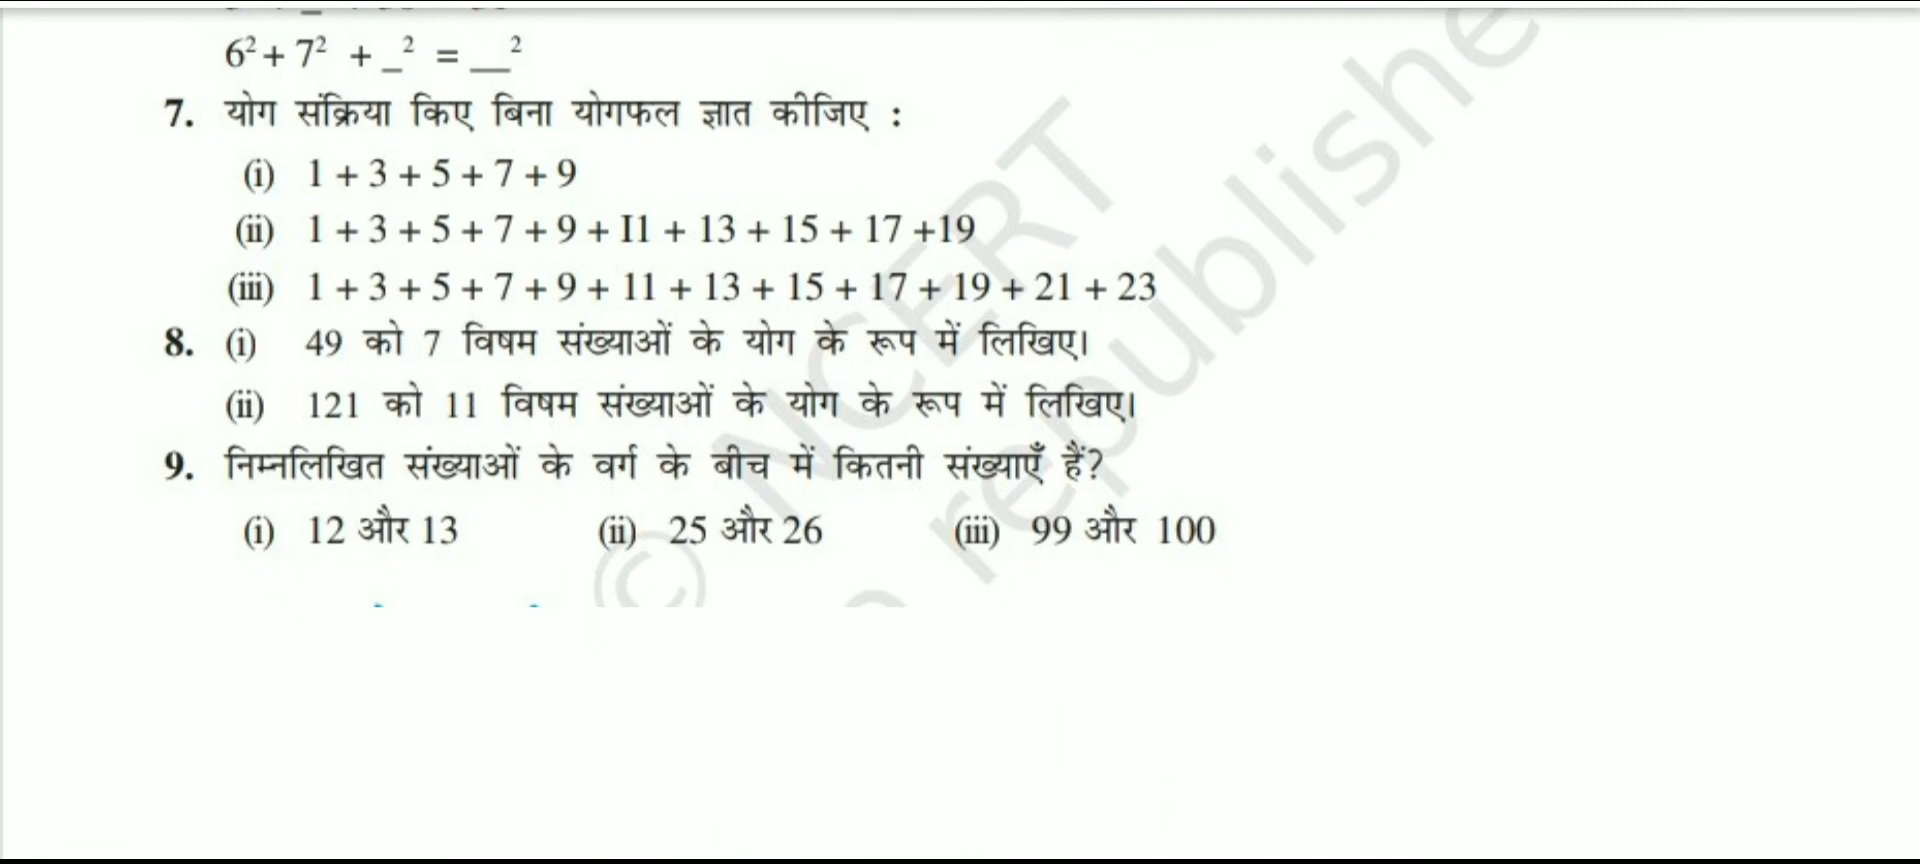 6² + 7² + _² = __²
7. योग संक्रिया किए बिना योगफल ज्ञात कीजिए :
(i) 1 + 3 + 5 + 7 + 9
(ii) 1 + 3 + 5 + 7 + 9 + I1 + 13 + 15 + 17 +19
(iii) 1 + 3 + 5 + 7 + 9 + 11 + 13 + 15 + 17 + 19 + 21 + 23
8. (i) 49 को 7 विषम संख्याओं के योग के रूप में लिखिए।
(ii) 121 को 11 विषम संख्याओं के योग के रूप में लिखिए।
9. निम्नलिखित संख्याओं के वर्ग के बीच में कितनी संख्याएँ हैं?
(i) 12 और 13 (ii) 25 और 26 (iii) 99 और 100
© NCERT
republishe